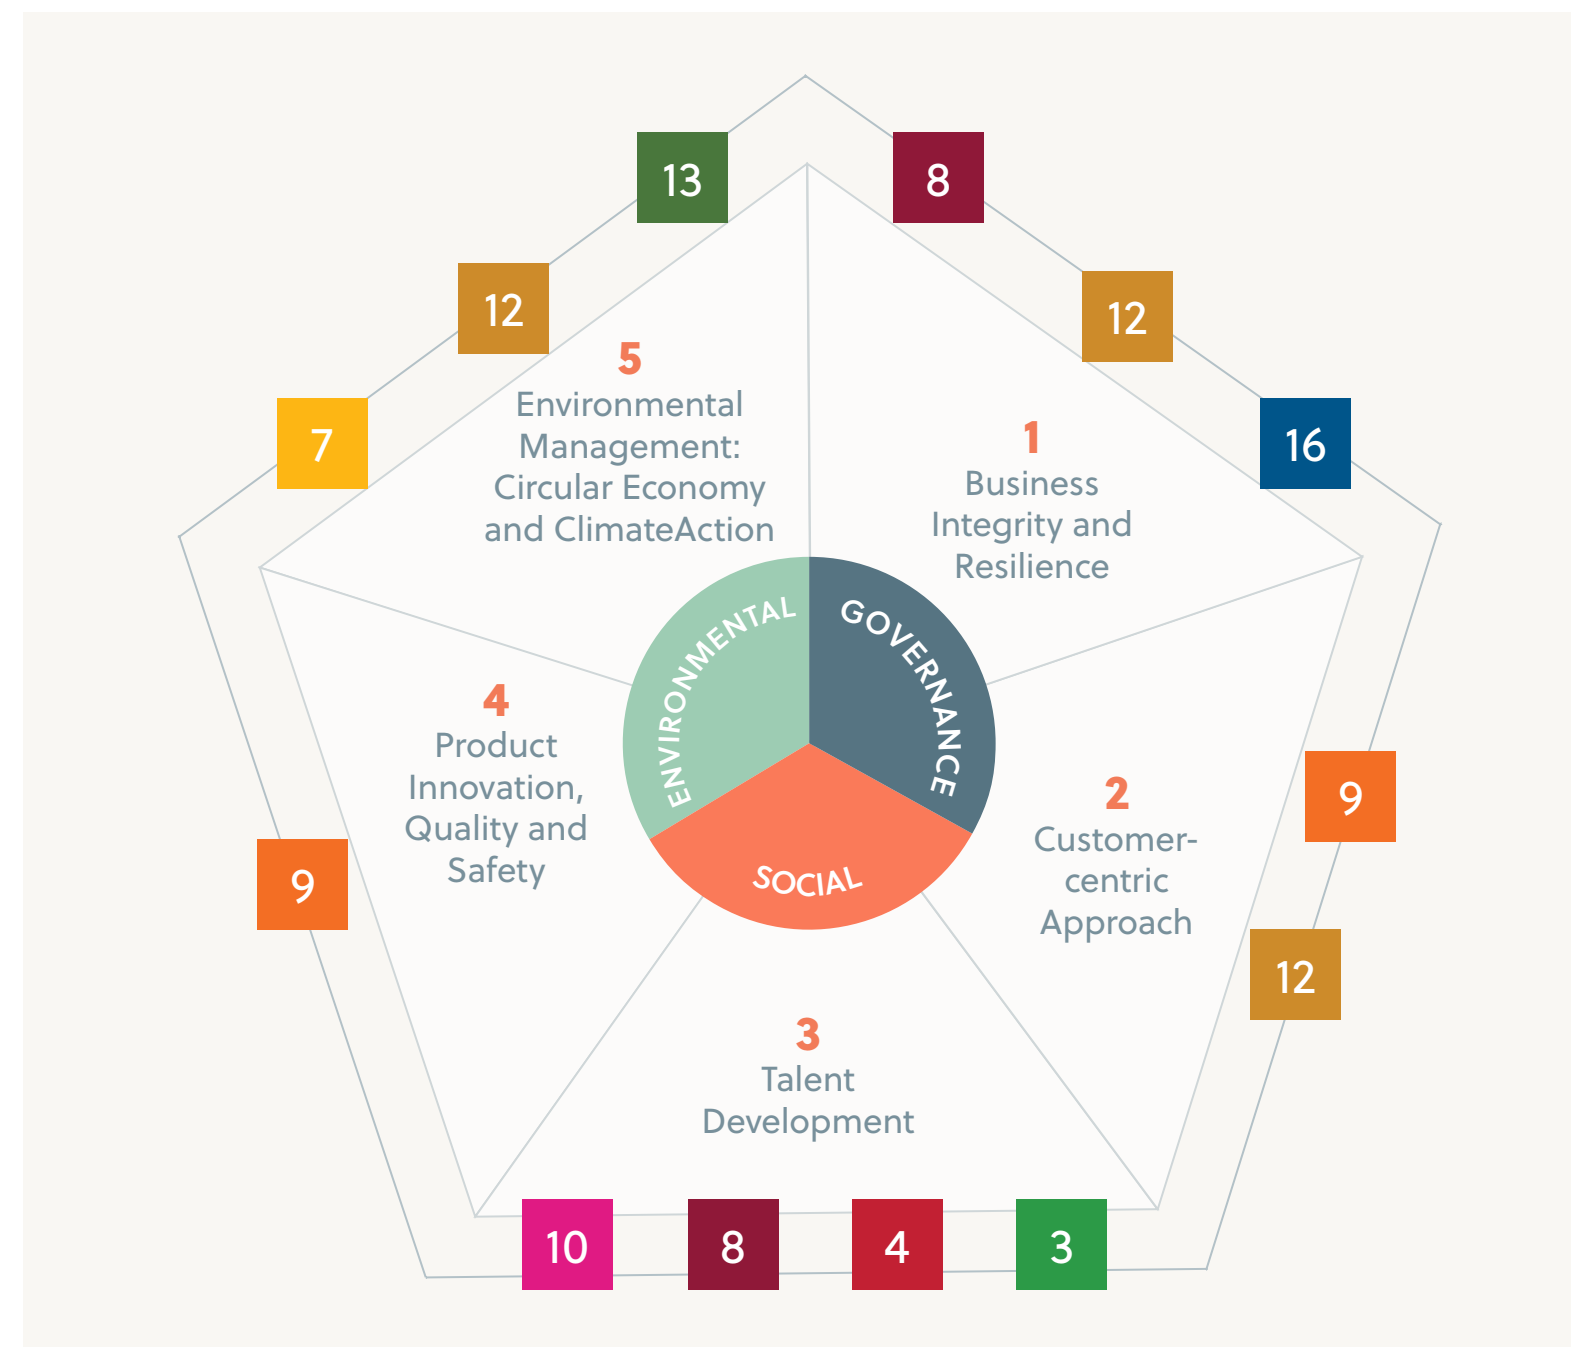 13
8
12
12
7
16
5
Environmental
Management:
Circular Economy
and ClimateAction
1
Business
Integrity and
Resilience
ENVIRONMENTAL
GOVERNANCE
SOCIAL
4
Product
Innovation,
Quality and
Safety
2
Customer-
centric
Approach
9
9
12
3
Talent
Development
10
8
4
3